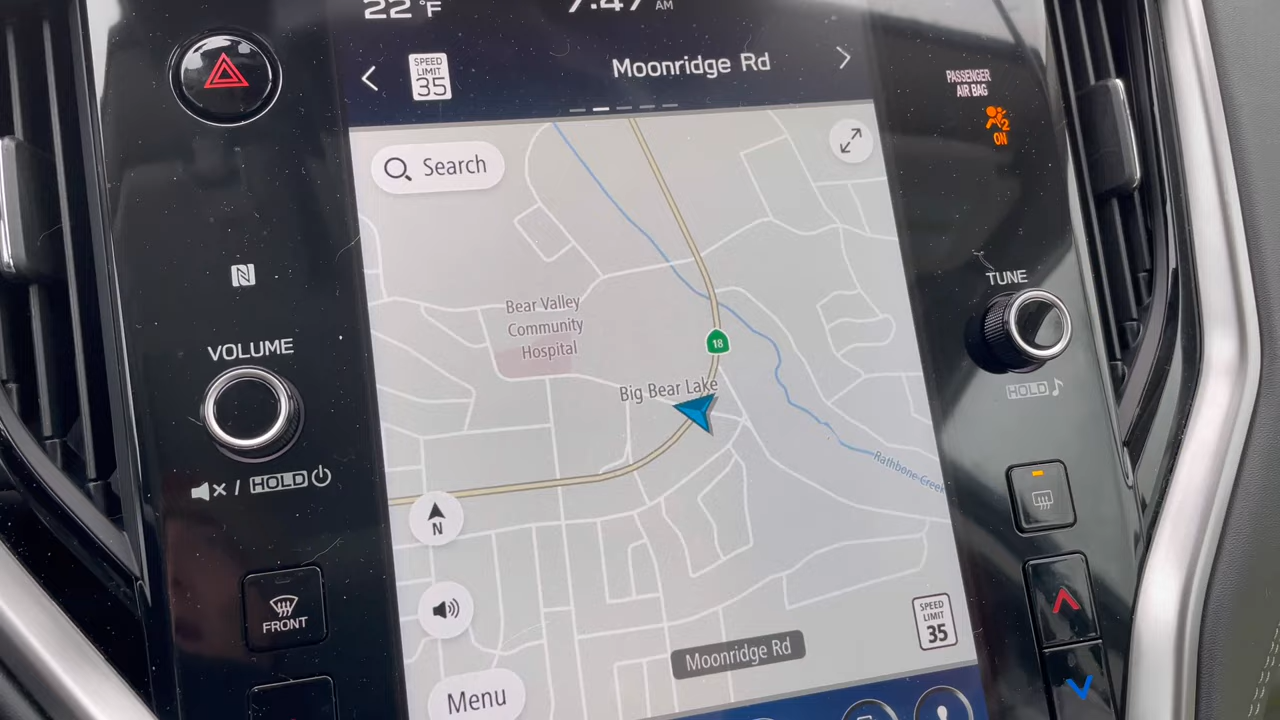 22°F
7:47 AM
SPEED
LIMIT
35
Moonridge Rd
PASSENGER
AIR BAG
2
ON
Search
N
Bear Valley
Community
Hospital
TUNE
VOLUME
18
HOLD
Big Bear Lake
Rathbone Creek
/ HOLD
N
FRONT
SPEED
LIMIT
35
Moonridge Rd
Menu